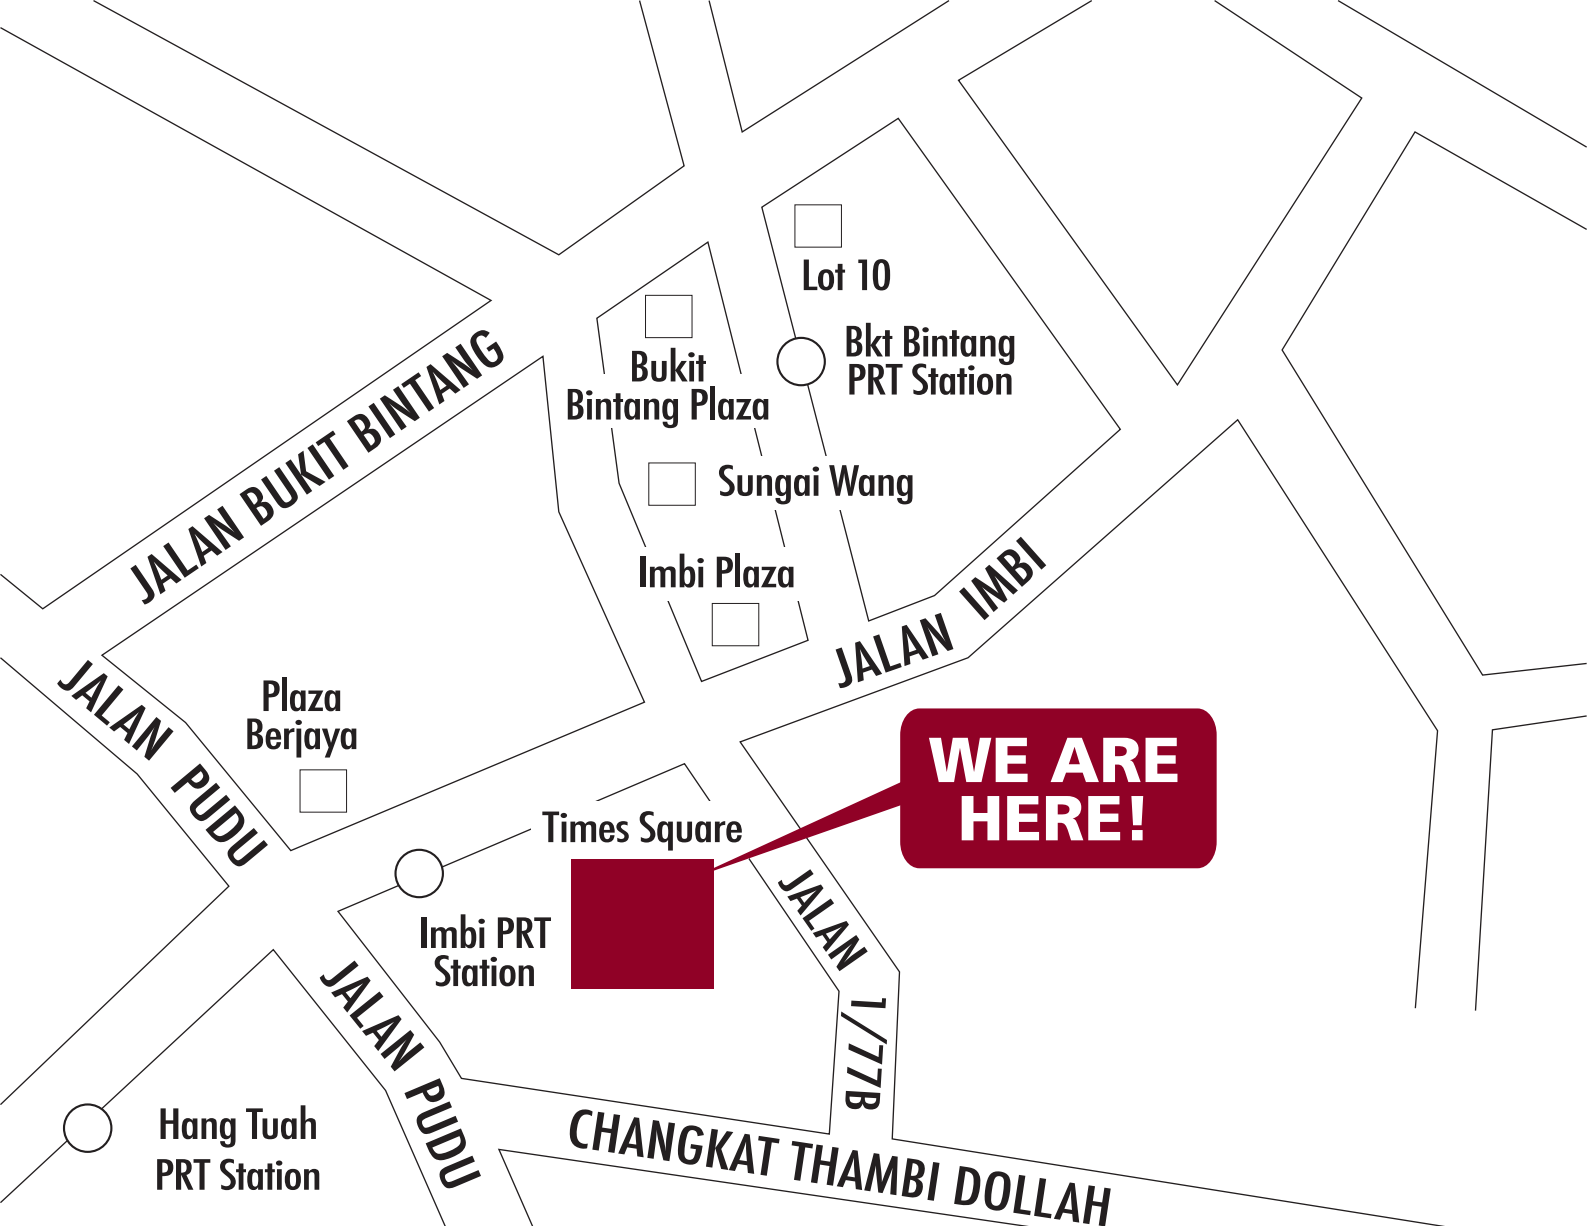 Lot 10
Bkt Bintang
PRT Station
Bukit
Bintang Plaza
JALAN BUKIT BINTANG
Sungai Wang
Imbi Plaza
JALAN IMBI
JALAN PUDU
Plaza
Berjaya
WE ARE
HERE!
Times Square
Imbi PRT
Station
JALAN 1/77B
JALAN PUDU
Hang Tuah
PRT Station
CHANGKAT THAMBI DOLLAH